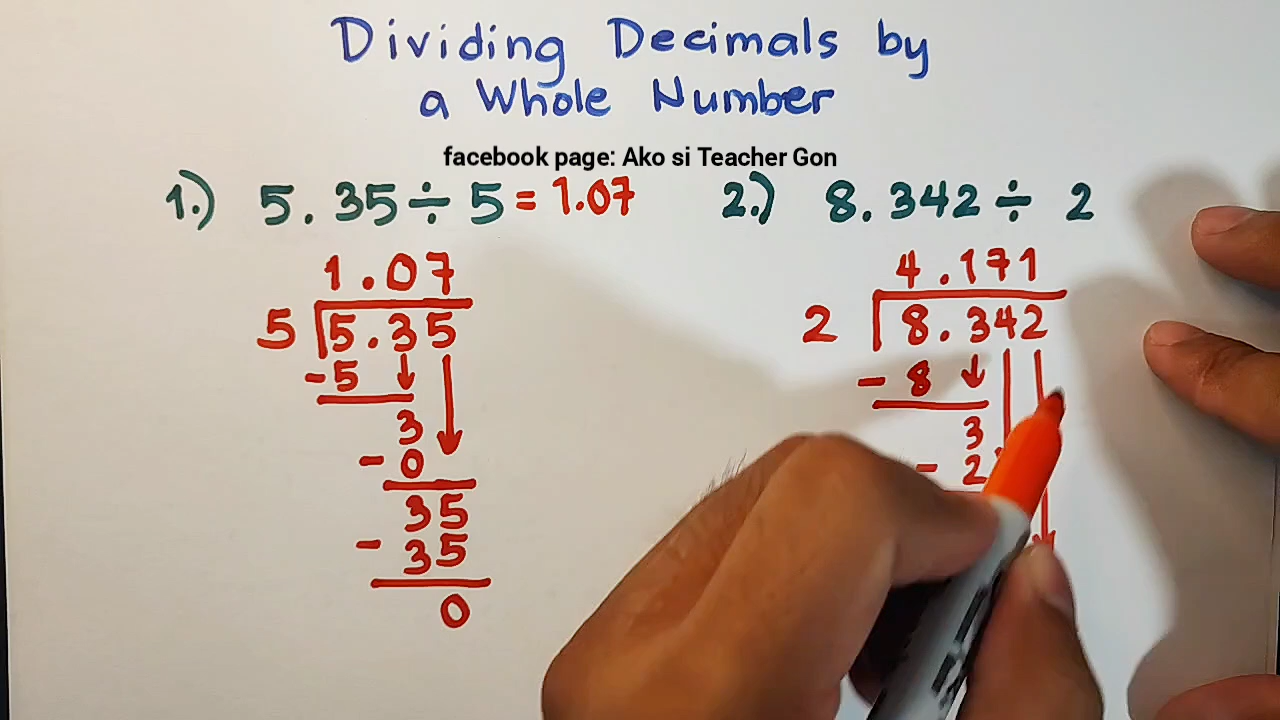 Dividing Decimals by
a Whole Number
facebook page: Ako si Teacher Gon
1.) 5.35 ÷ 5 = 1.07
1.07
5 5.35
-5
3
- 0
35
- 35
0
2.) 8.342 ÷ 2
4.171
2 8.342
- 8
3
- 2